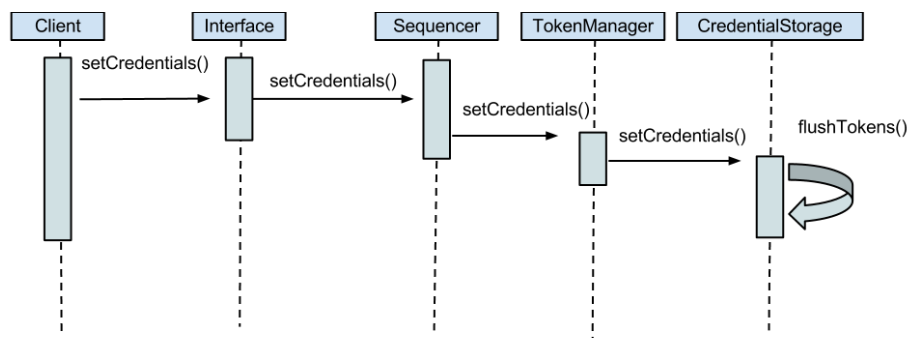 Client
Interface
Sequencer
TokenManager
CredentialStorage
setCredentials()
setCredentials()
setCredentials()
setCredentials()
flushTokens()